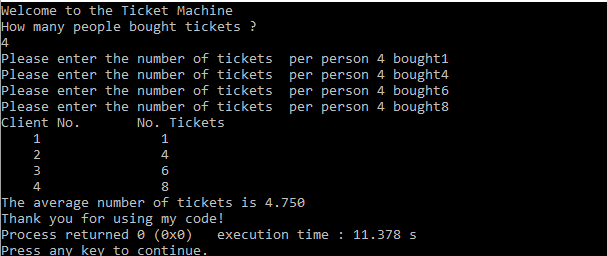 Welcome to the Ticket Machine
How many people bought tickets ?
4
Please enter the number of tickets  per person 4 bought1
Please enter the number of tickets  per person 4 bought4
Please enter the number of tickets  per person 4 bought6
Please enter the number of tickets  per person 4 bought8
Client No.       No. Tickets
    1               1
    2               4
    3               6
    4               8
The average number of tickets is 4.750
Thank you for using my code!
Process returned 0 (0x0)   execution time : 11.378 s
Press any key to continue.